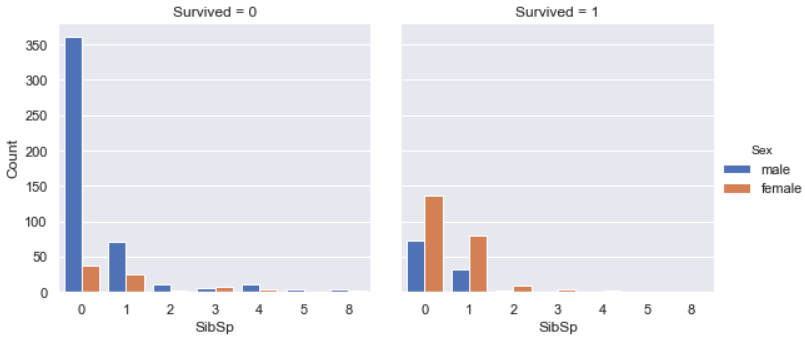 Survived = 0
Survived = 1
350
300
250
200
150
100
50
0
Count
0 1 2 3 4 5 8
SibSp
0 1 2 3 4 5 8
SibSp
Sex
male
female